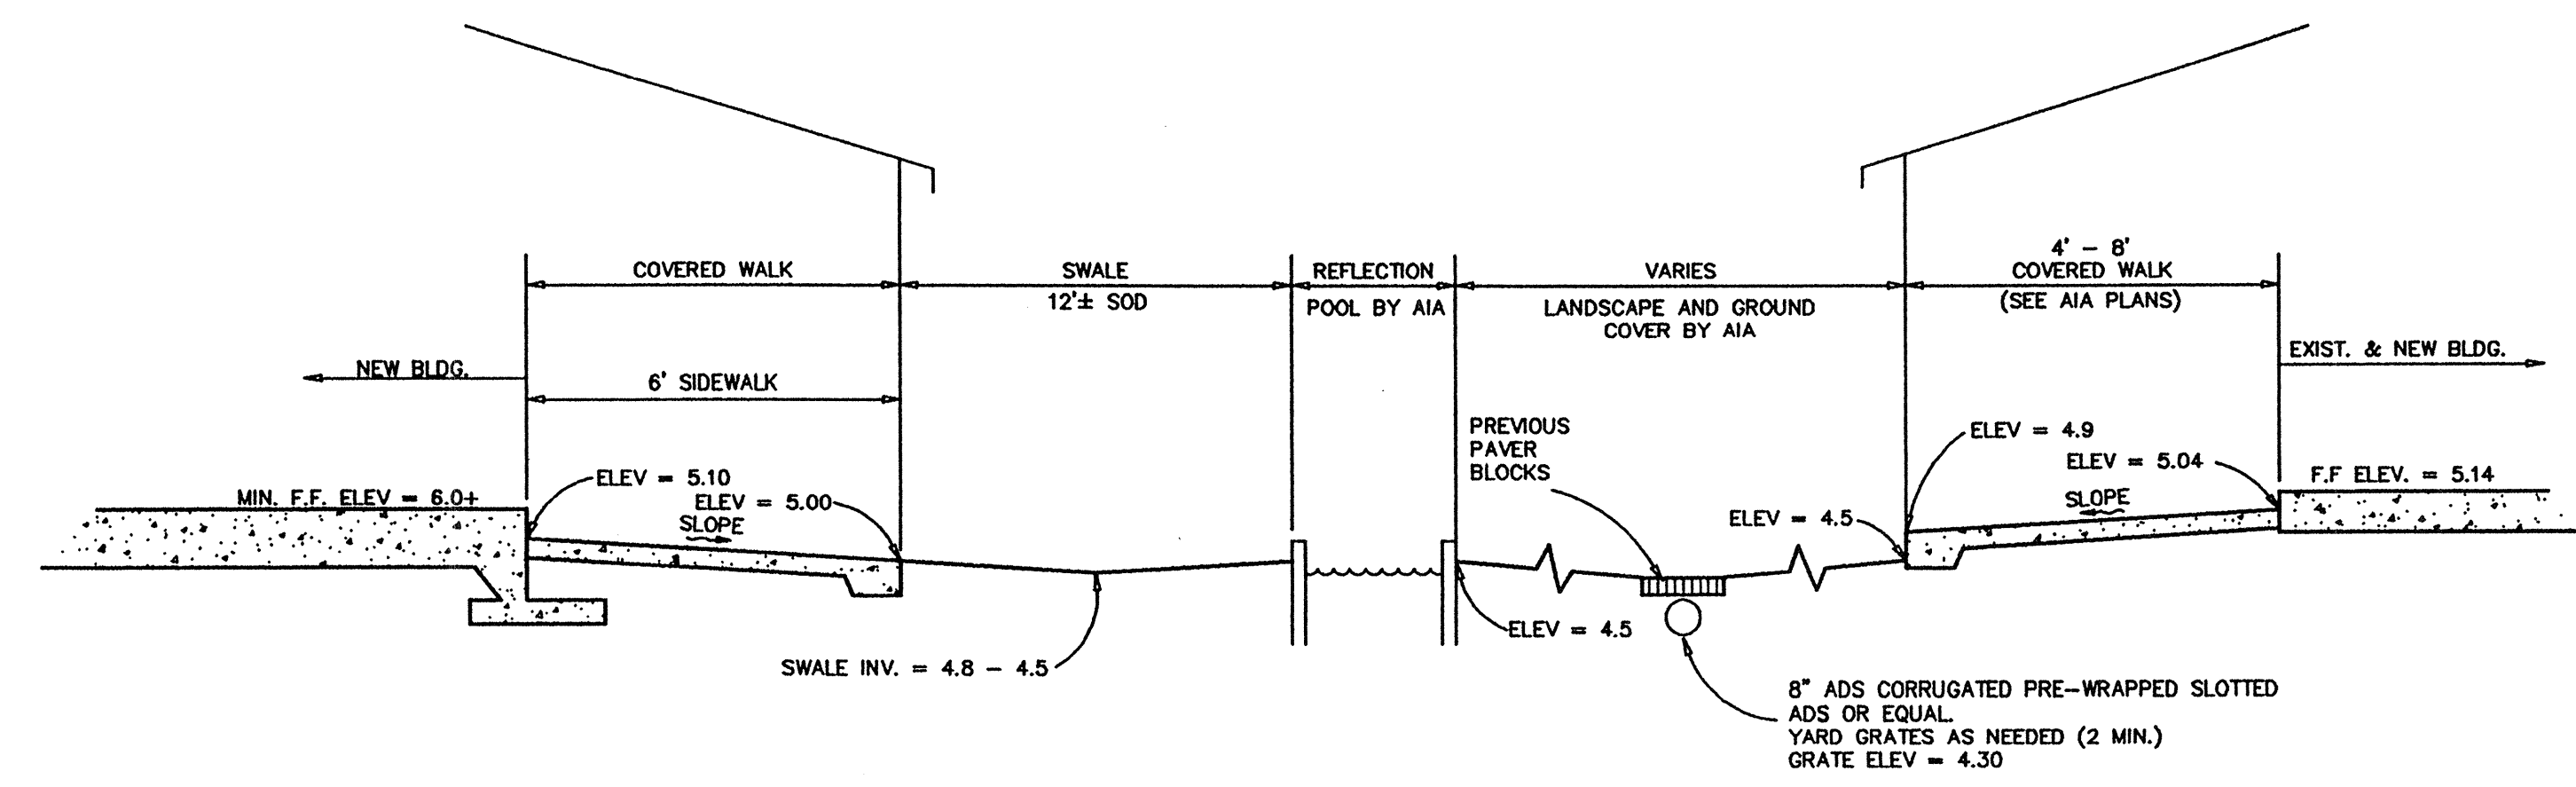 4' – 8'
COVERED WALK
SWALE
REFLECTION
VARIES
COVERED WALK
12'± SOD
POOL BY AIA
LANDSCAPE AND GROUND
COVER BY AIA
(SEE AIA PLANS)
NEW BLDG.
EXIST. & NEW BLDG.
6' SIDEWALK
PREVIOUS
PAVER
BLOCKS
ELEV = 4.9
ELEV = 5.04
F.F ELEV. = 5.14
SLOPE
ELEV = 4.5
MIN. F.F. ELEV = 6.0+
ELEV = 5.10
ELEV = 5.00
SLOPE
ELEV = 4.5
SWALE INV. = 4.8 – 4.5
8" ADS CORRUGATED PRE-WRAPPED SLOTTED
ADS OR EQUAL.
YARD GRATES AS NEEDED (2 MIN.)
GRATE ELEV = 4.30